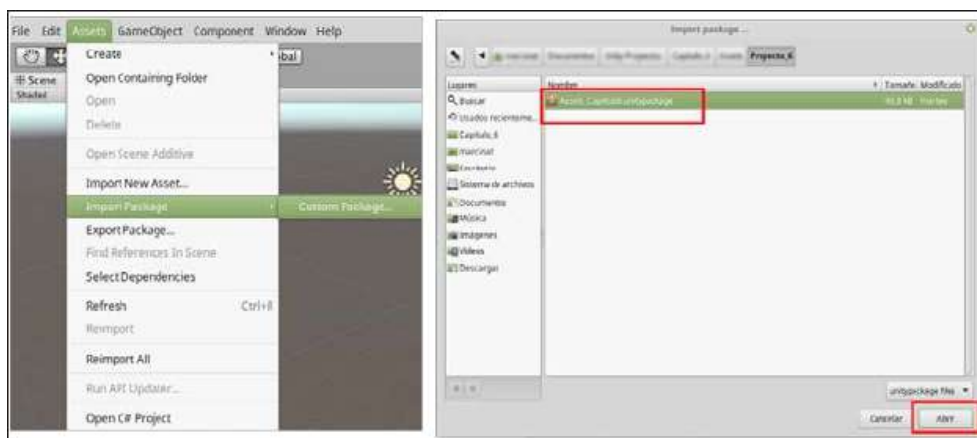 File Edit Assets GameObject Component Window Help
bal
Scene
Shaded
Create
Open Containing Folder
Open
Delete
Open Scene Additive
Import New Asset...
Import Package
Custom Package...
Export Package...
Find References In Scene
Select Dependencies
Refresh
Reimport
Reimport All
Run API Updater...
Open C# Project
Import package ...
Proyecto_6
Lugares
Buscar
Usados recienteme...
Capitulo_6
marcinat
Escritorio
Sistema de archivos
Documentos
Música
Imágenes
Vídeos
Descargas
Nombre
Tamaño Modificado
unitypackage files
Cancelar
Abrir